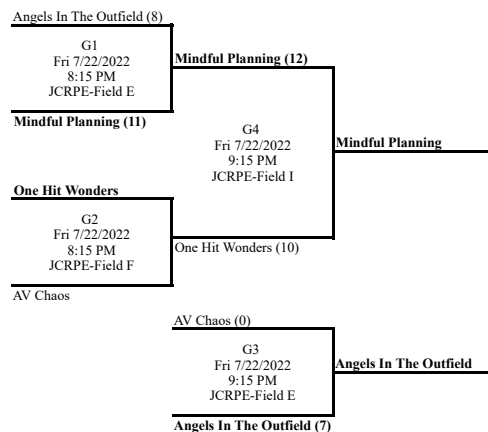 Angels In The Outfield (8)
G1
Fri 7/22/2022
8:15 PM
JCRPE-Field E
Mindful Planning (11)
Mindful Planning (12)
G4
Fri 7/22/2022
9:15 PM
JCRPE-Field I
Mindful Planning
One Hit Wonders
G2
Fri 7/22/2022
8:15 PM
JCRPE-Field F
AV Chaos
One Hit Wonders (10)
AV Chaos (0)
G3
Fri 7/22/2022
9:15 PM
JCRPE-Field E
Angels In The Outfield (7)
Angels In The Outfield